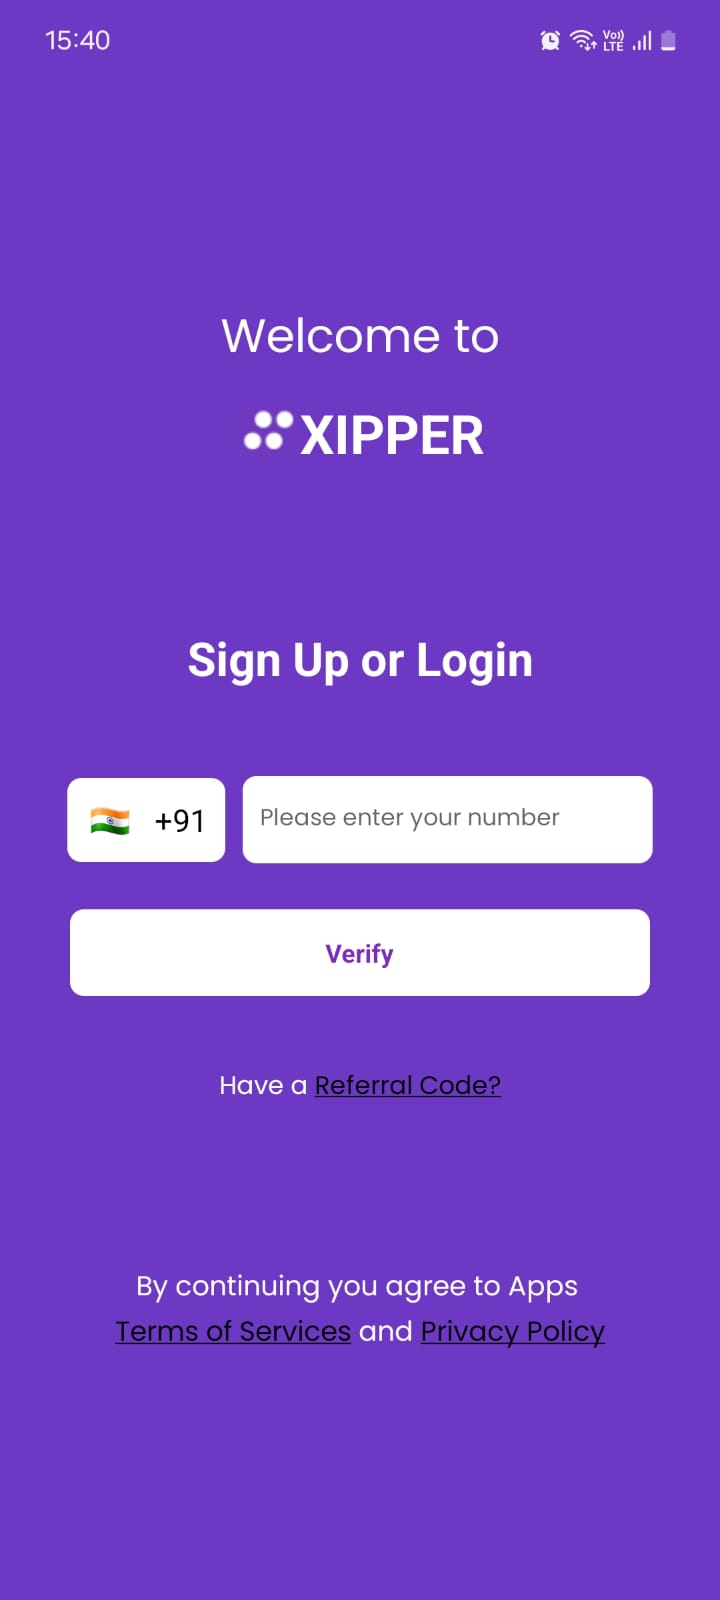 15:40
Vo)) LTE
Welcome to
XIPPER
Sign Up or Login
+91 Please enter your number
Verify
Have a Referral Code?
By continuing you agree to Apps
Terms of Services and Privacy Policy